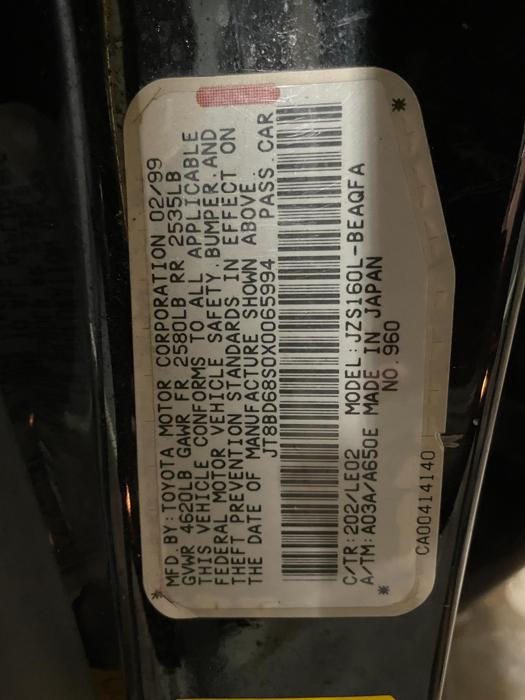 MFD.BY:TOYOTA MOTOR CORPORATION 02/99
GVWR 4620LB GAWR FR 2580LB RR 2535LB
THIS VEHICLE CONFORMS TO ALL APPLICABLE
FEDERAL MOTOR VEHICLE SAFETY,BUMPER,AND
THEFT PREVENTION STANDARDS IN EFFECT ON
THE DATE OF MANUFACTURE SHOWN ABOVE.
JT8BD68S0X0065994 PASS.CAR
C/TR:202/LE02 MODEL:JZS160L-BEAQFA
A/TM:A03A/A650E MADE IN JAPAN
NO.960
CA00414140